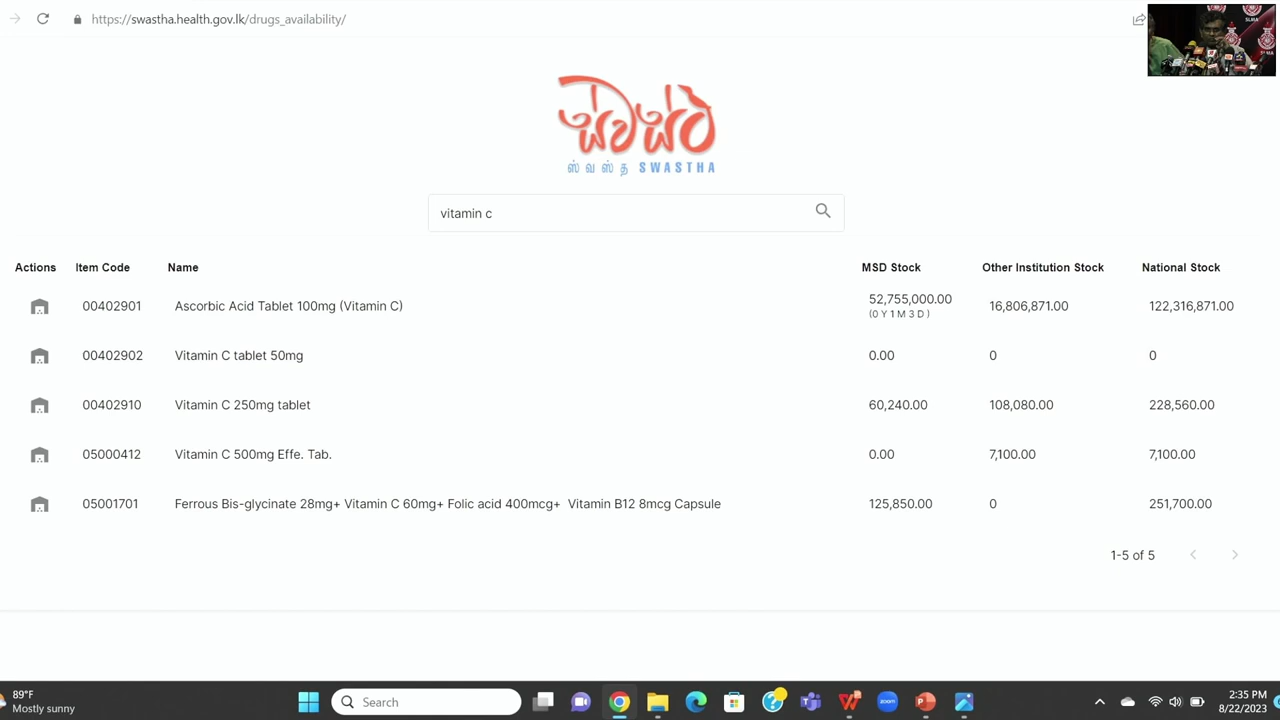 https://swastha.health.gov.lk/drugs_availability/
SLMA
ස්වස්ථ
ஸ்வஸ்த SWASTHA
vitamin c
Actions Item Code Name MSD Stock Other Institution Stock National Stock
00402901 Ascorbic Acid Tablet 100mg (Vitamin C) 52,755,000.00 16,806,871.00 122,316,871.00
(0 Y 1 M 3 D )
00402902 Vitamin C tablet 50mg 0.00 0 0
00402910 Vitamin C 250mg tablet 60,240.00 108,080.00 228,560.00
05000412 Vitamin C 500mg Effe. Tab. 0.00 7,100.00 7,100.00
05001701 Ferrous Bis-glycinate 28mg+ Vitamin C 60mg+ Folic acid 400mcg+ Vitamin B12 8mcg Capsule 125,850.00 0 251,700.00
1-5 of 5
89°F
Mostly sunny
Search
zoom
2:35 PM
8/22/2023